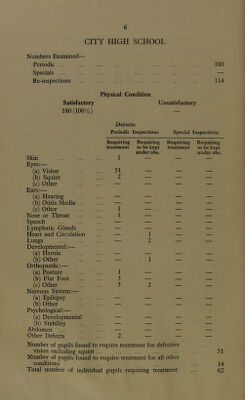 6
CITY HIGH SCHOOL
Numbers Examined—
Periodic ... 180
Specials ... —
Re-inspections ... 114
Physical Condition
Satisfactory Unsatisfactory
180 (100%) —
Defects
Periodic Inspections Special Inspections
Requiring treatment Requiring to be kept under obs. Requiring treatment Requiring to be kept under obs.
Skin 1 — — —
Eyes:—
(a) Vision 51 — — —
(b) Squint 2 — — —
(c) Other — — — —
Ears:—
(a) Hearing — — — —
(b) Otitis Media — — — —
(c) Other 1 — — —
Nose or Throat 1 — — —
Speech — — — —
Lymphatic Glands — — — —
Heart and Circulation — 1 — —
Lungs — 2 — —
Developmental:—
(a) Hernia — — — —
(b) Other — 1 — —
Orthopaedic:—
(a) Posture 1 — — —
(b) Flat Foot 3 — — —
(c) Other 3 2 — —
Nervous System:—
(a) Epilepsy — — — —
(b) Other — — — —
Psychological:—
(a) Developmental — — — —
(b) Stability — — — —
Abdomen — — — —
Other Defects 2 — — —
Number of pupils found to require treatment for defective
vision excluding squint ... 51
Number of pupils found to require treatment for all other
conditions ... 14
Total number of individual pupils requiring treatment ... 62